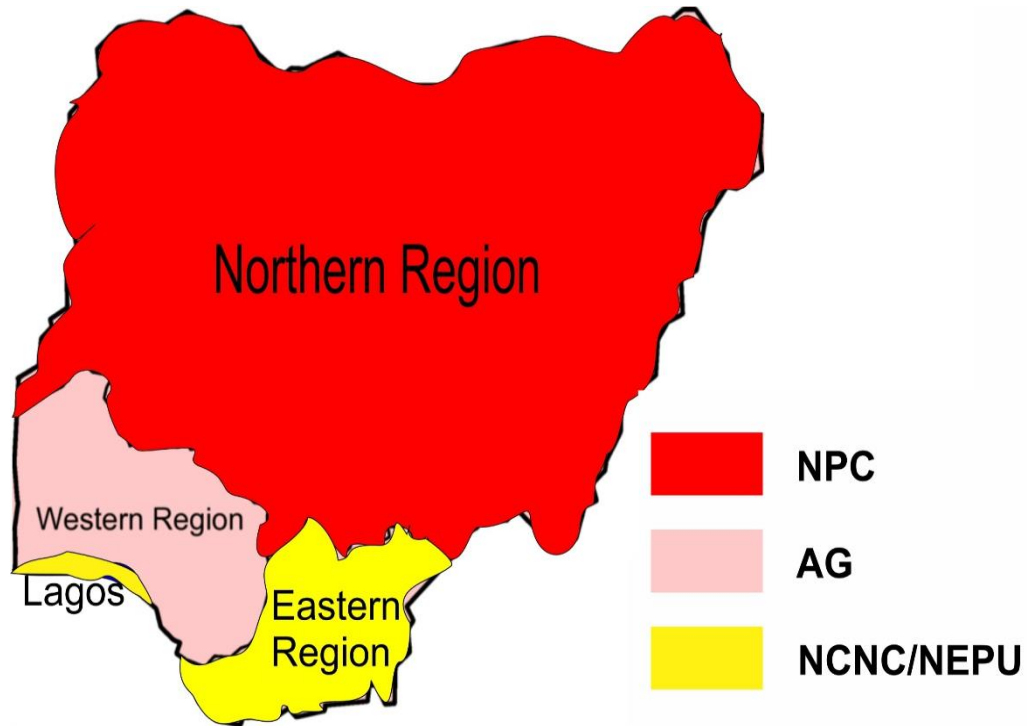 Northern Region
NPC
Western Region
AG
Lagos
Eastern
Region
NCNC/NEPU